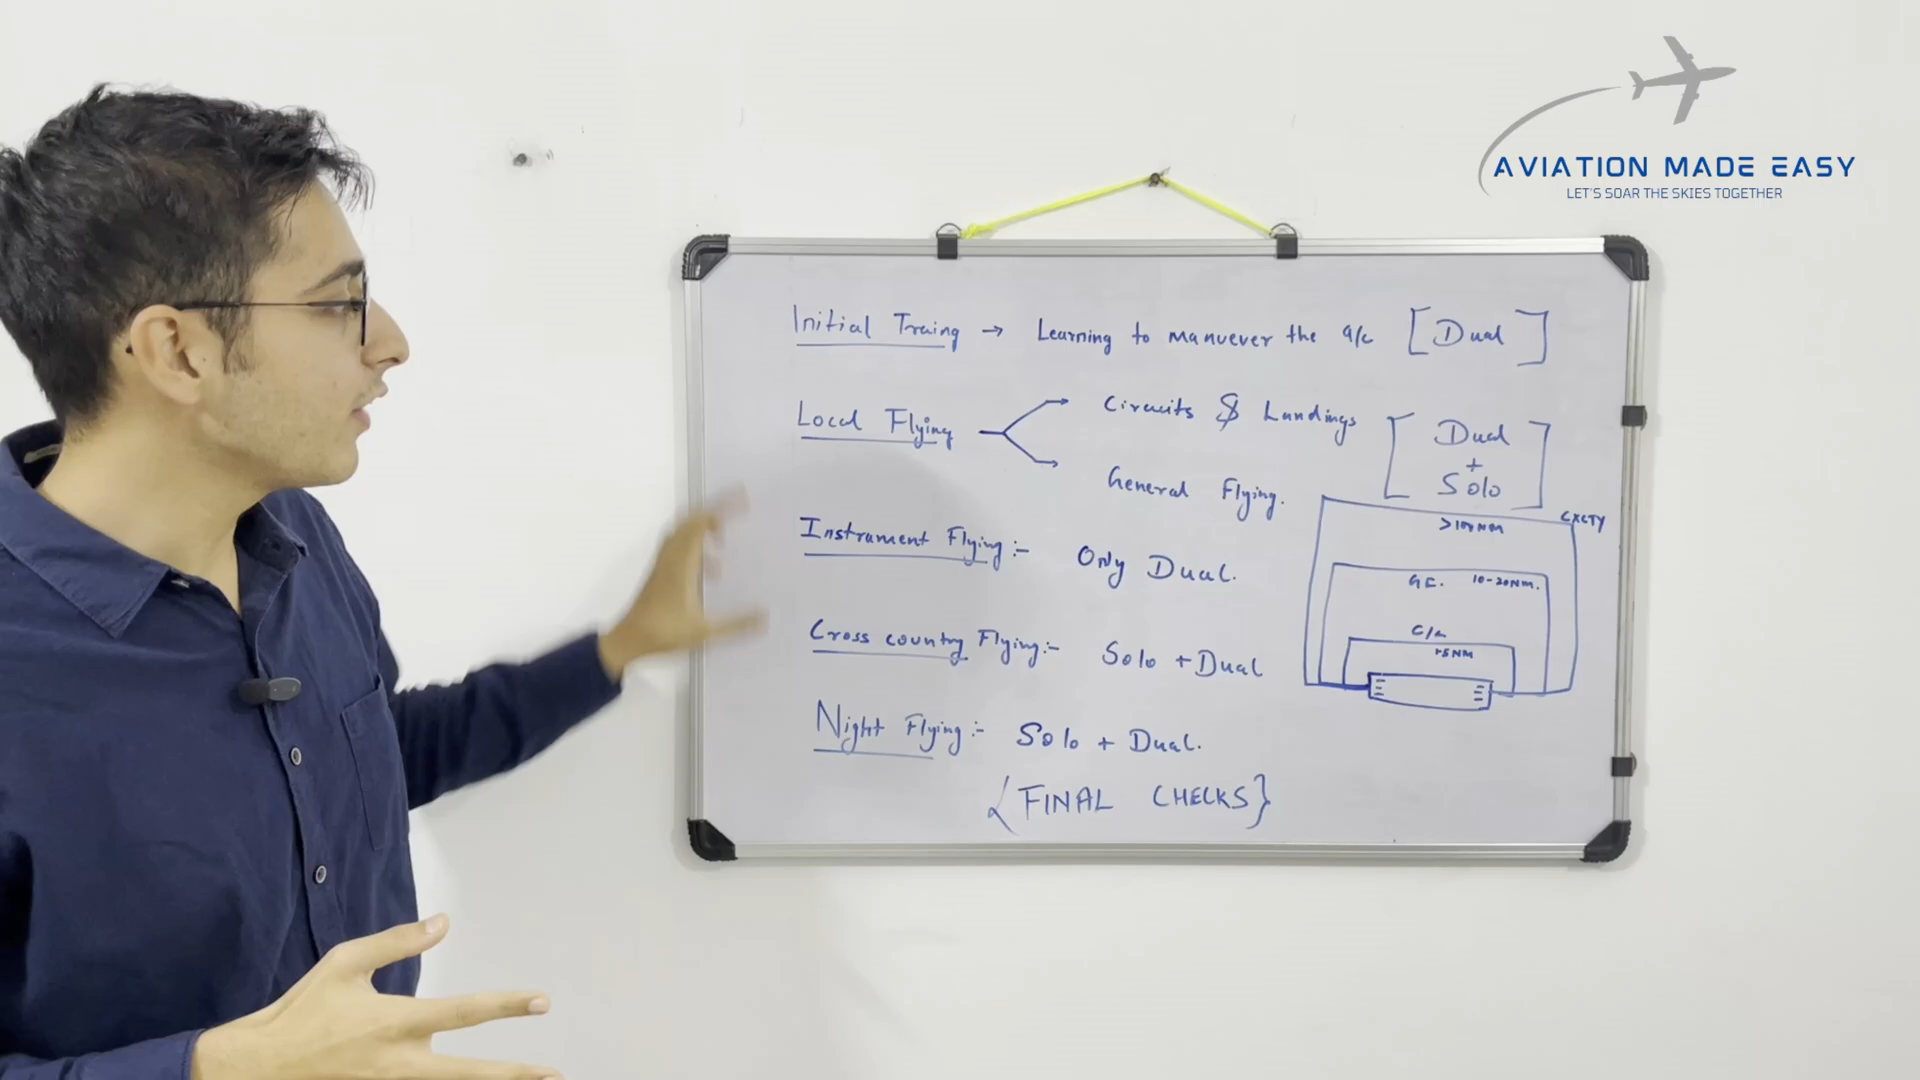 AVIATION MADE EASY
LET'S SOAR THE SKIES TOGETHER
Initial Traing → Learning to manuever the a/c [Dual]
Local Flying
Circuits & Landings
General Flying.
[Dual + Solo]
Instrument Flying:- Only Dual.
Cross country Flying:- Solo + Dual
Night Flying:- Solo + Dual.
{FINAL CHECKS}
CXCTY
>100NM
10-20NM.
C/L
5NM